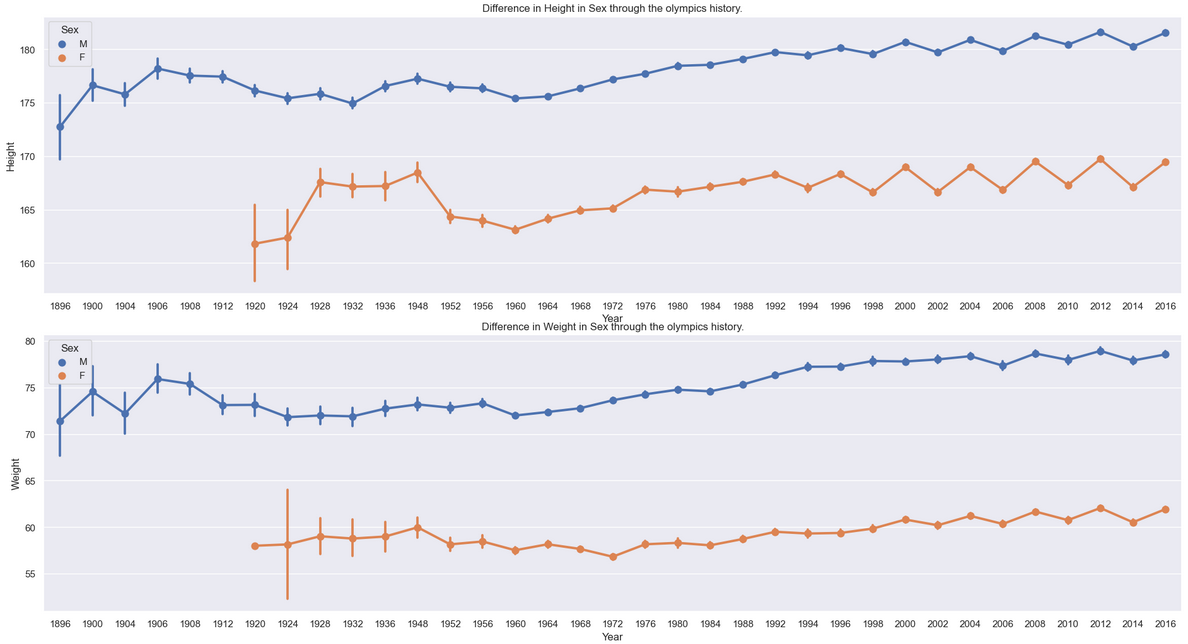 Difference in Height in Sex through the olympics history.
Sex
M
F
180
175
170
165
160
Height
1896 1900 1904 1906 1908 1912 1920 1924 1928 1932 1936 1948 1952 1956 1960 1964 1968 1972 1976 1980 1984 1988 1992 1994 1996 1998 2000 2002 2004 2006 2008 2010 2012 2014 2016
Year
Difference in Weight in Sex through the olympics history.
Sex
M
F
80
75
70
65
60
55
Weight
1896 1900 1904 1906 1908 1912 1920 1924 1928 1932 1936 1948 1952 1956 1960 1964 1968 1972 1976 1980 1984 1988 1992 1994 1996 1998 2000 2002 2004 2006 2008 2010 2012 2014 2016
Year